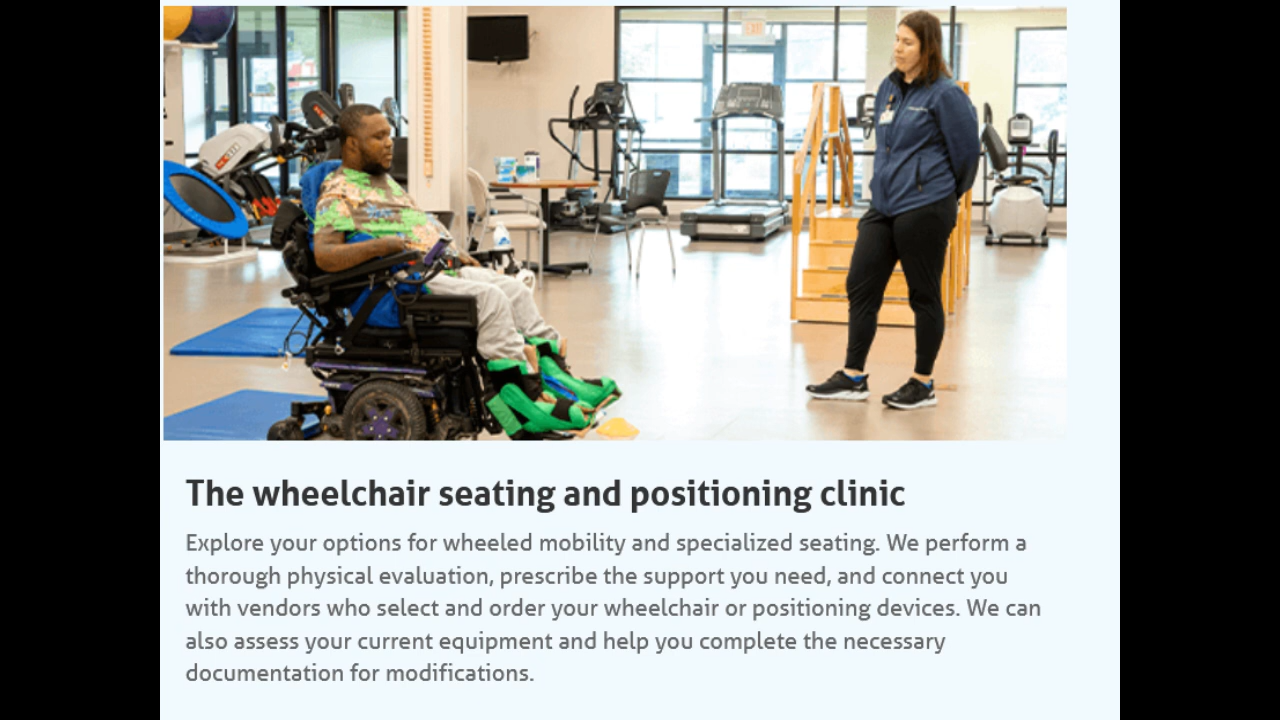 The wheelchair seating and positioning clinic
Explore your options for wheeled mobility and specialized seating. We perform a
thorough physical evaluation, prescribe the support you need, and connect you
with vendors who select and order your wheelchair or positioning devices. We can
also assess your current equipment and help you complete the necessary
documentation for modifications.